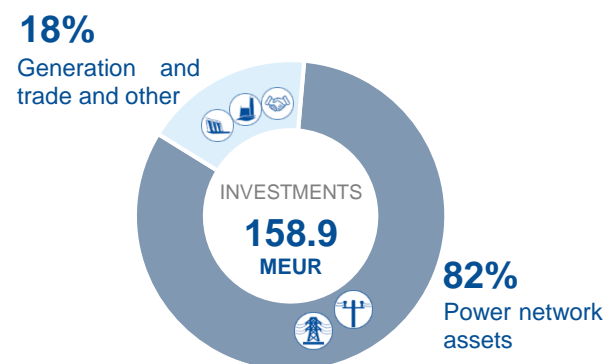 18%
Generation and
trade and other
INVESTMENTS
158.9
MEUR
82%
Power network
assets